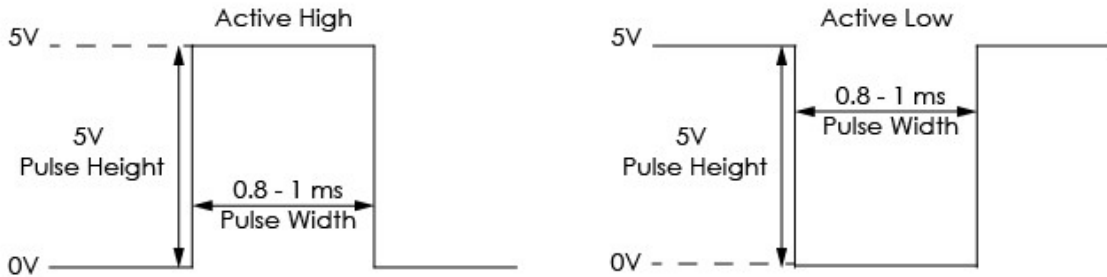 Active High
5V
5V
Pulse Height
0.8 - 1 ms
Pulse Width
0V
Active Low
5V
0.8 - 1 ms
Pulse Width
5V
Pulse Height
0V